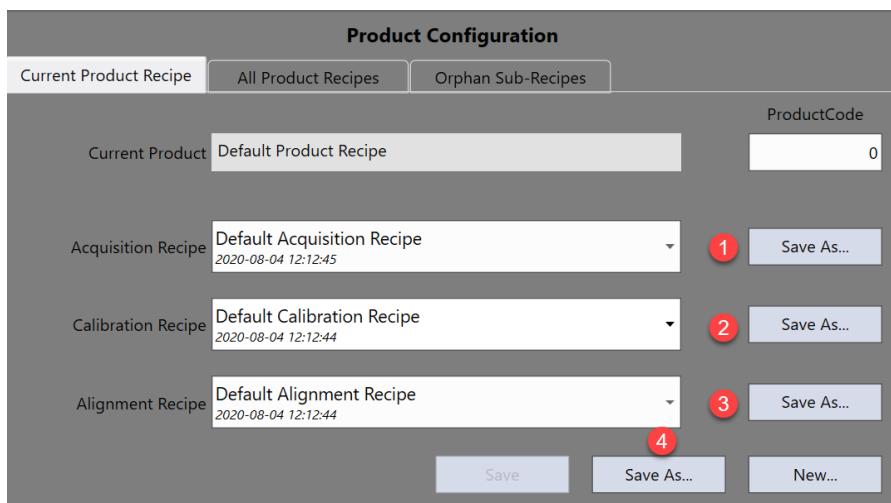 Product Configuration
Current Product Recipe All Product Recipes Orphan Sub-Recipes
ProductCode
Current Product Default Product Recipe 0
Acquisition Recipe Default Acquisition Recipe 1 Save As...
2020-08-04 12:12:45
Calibration Recipe Default Calibration Recipe 2 Save As...
2020-08-04 12:12:44
Alignment Recipe Default Alignment Recipe 3 Save As...
2020-08-04 12:12:44
4
Save Save As... New...